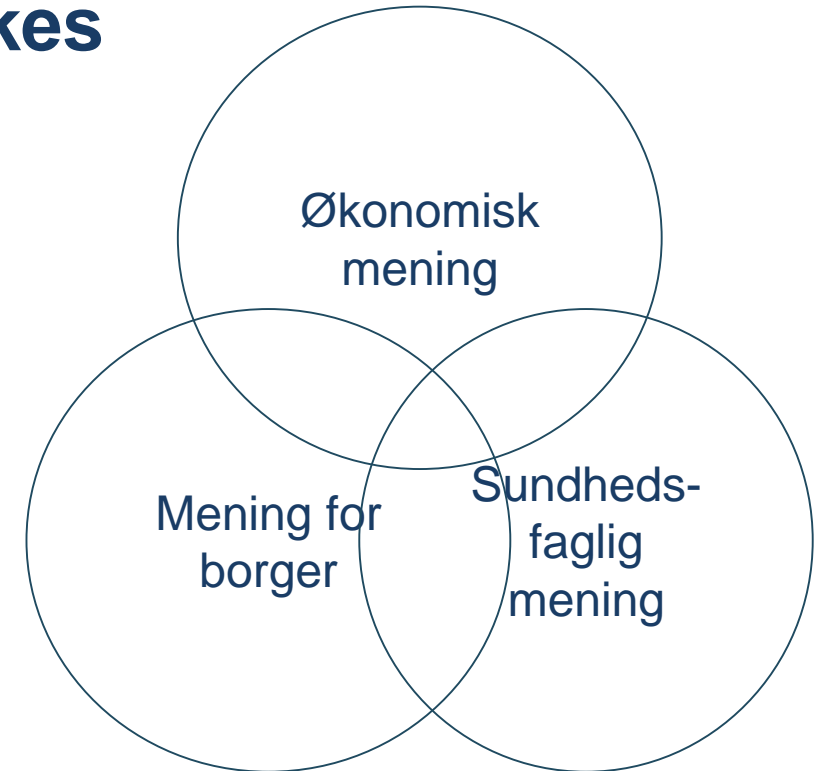 kes
Økonomisk
mening
Mening for
borger
Sundheds-
faglig
mening